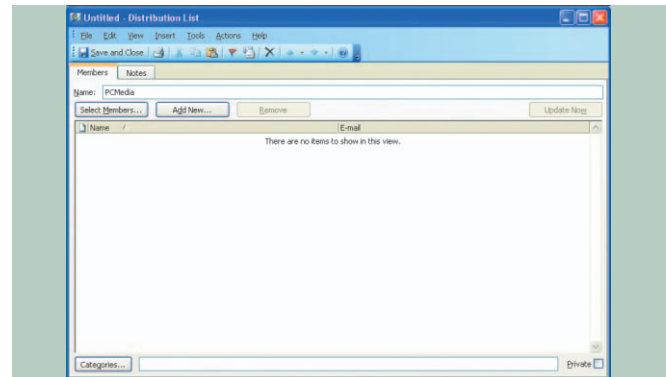 Untitled - Distribution List
File Edit View Insert Tools Actions Help
Save and Close
Members Notes
Name: PCMedia
Select Members... Add New... Remove Update Now
Name / E-mail
There are no items to show in this view.
Categories... Private